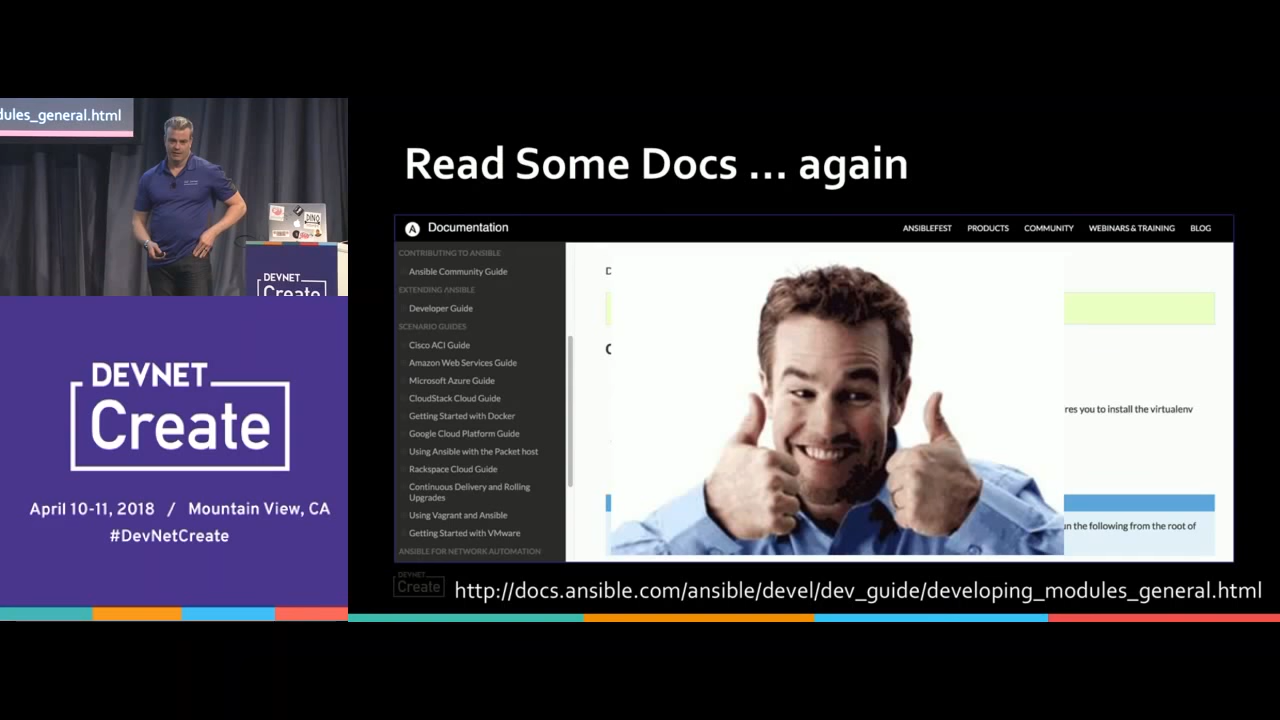 dules_general.html
DINO
DEVNET
Create
DEVNET
Create
April 10-11, 2018 / Mountain View, CA
#DevNetCreate
Read Some Docs ... again
A Documentation
ANSIBLEFEST PRODUCTS COMMUNITY WEBINARS & TRAINING BLOG
CONTRIBUTING TO ANSIBLE
Ansible Community Guide
EXTENDING ANSIBLE
Developer Guide
SCENARIO GUIDES
Cisco ACI Guide
Amazon Web Services Guide
Microsoft Azure Guide
CloudStack Cloud Guide
Getting Started with Docker
Google Cloud Platform Guide
Using Ansible with the Packet host
Rackspace Cloud Guide
Continuous Delivery and Rolling
Upgrades
Using Vagrant and Ansible
Getting Started with VMware
ANSIBLE FOR NETWORK AUTOMATION
D
res you to install the virtualenv
un the following from the root of
DEVNET
Create
http://docs.ansible.com/ansible/devel/dev_guide/developing_modules_general.html